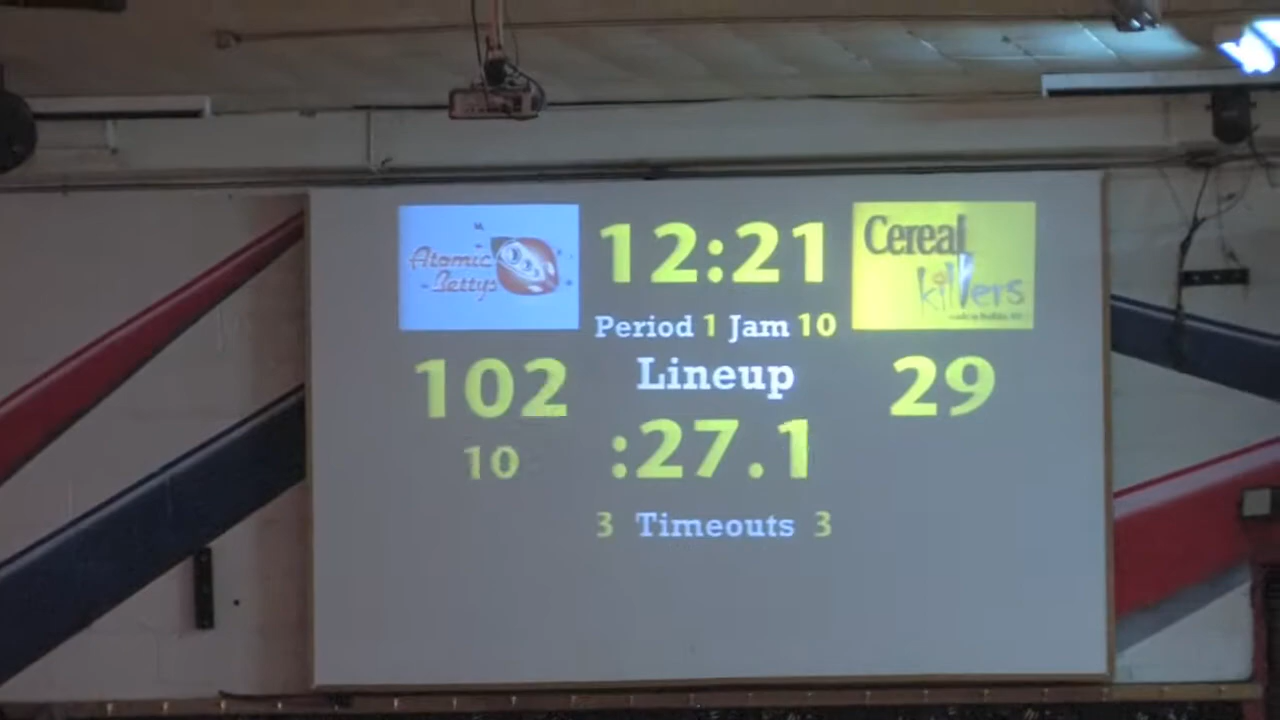 Atomic
Bettys
12:21
Cereal
killers
Period 1 Jam 10
102
Lineup
29
10
:27.1
3 Timeouts 3